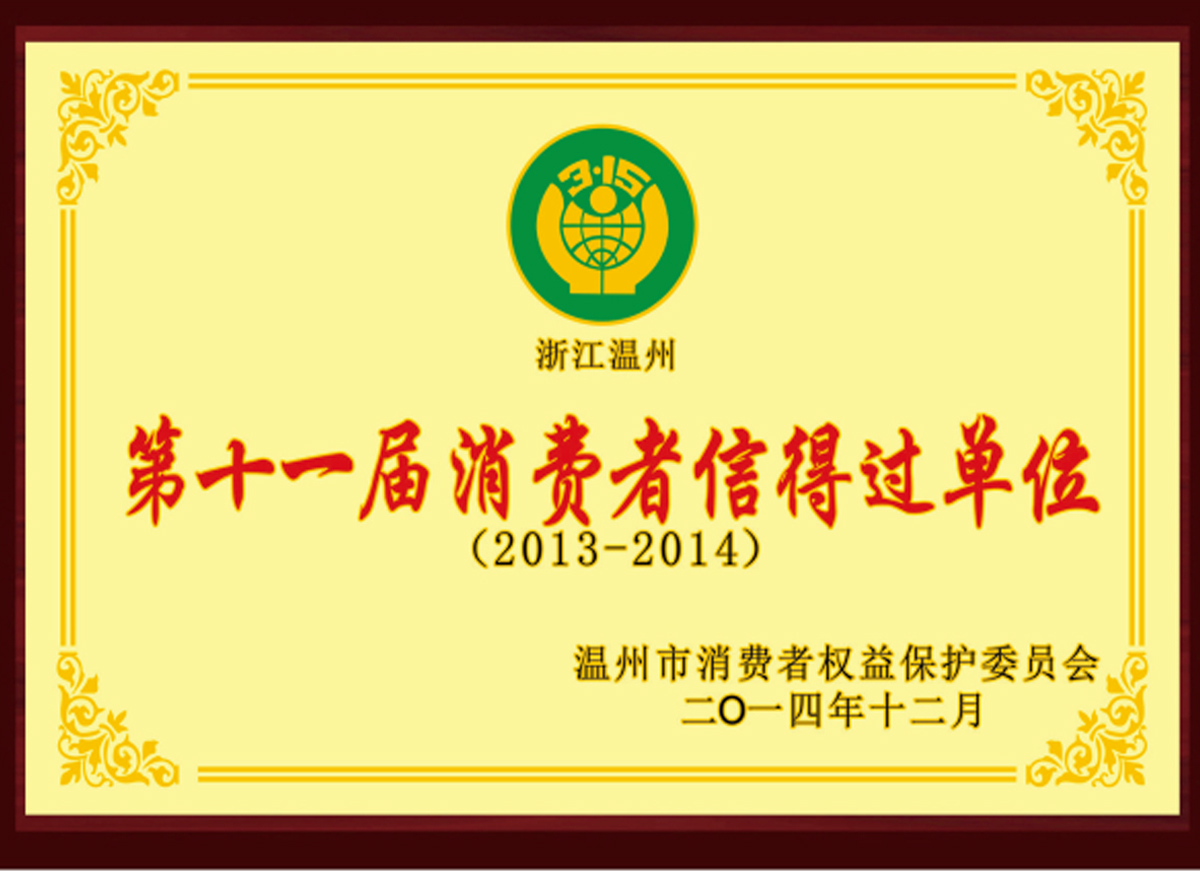 3·15
浙江温州
第十一届消费者信得过单位
（2013-2014）
温州市消费者权益保护委员会
二〇一四年十二月